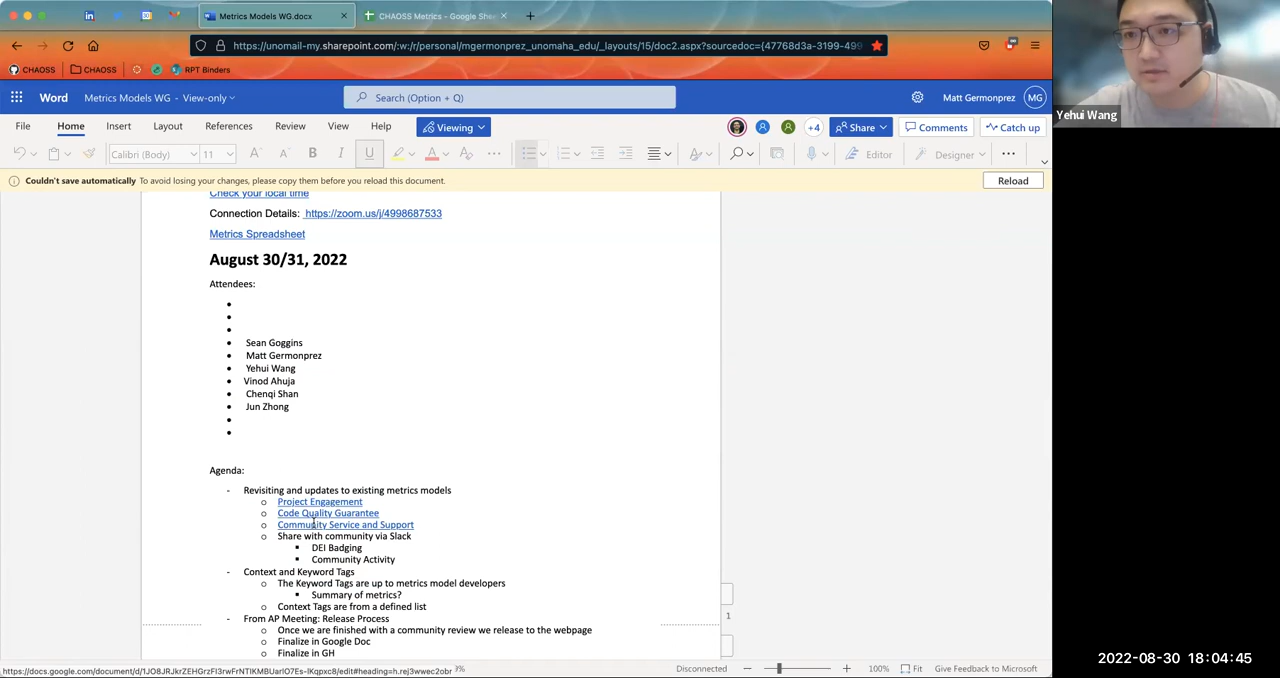 Metrics Models WG.docx
CHAOSS Metrics - Google She
https://unomail-my.sharepoint.com/:w:/r/personal/mgermonprez_unomaha_edu/_layouts/15/doc2.aspx?sourcedoc={47768d3a-3199-499
CHAOSS
CHAOSS
RPT Binders
Word
Metrics Models WG - View-only
Search (Option + Q)
Matt Germonprez
MG
Yehui Wang
File
Home
Insert
Layout
References
Review
View
Help
Viewing
+4
Share
Comments
Catch up
Calibri (Body)
11
Editor
Designer
Couldn't save automatically To avoid losing your changes, please copy them before you reload this document.
Reload
Check your local time
Connection Details: https://zoom.us/j/4998687533
Metrics Spreadsheet
August 30/31, 2022
Attendees:
Sean Goggins
Matt Germonprez
Yehui Wang
Vinod Ahuja
Chenqi Shan
Jun Zhong
Agenda:
- Revisiting and updates to existing metrics models
o Project Engagement
o Code Quality Guarantee
o Community Service and Support
o Share with community via Slack
▪ DEI Badging
▪ Community Activity
- Context and Keyword Tags
o The Keyword Tags are up to metrics model developers
▪ Summary of metrics?
o Context Tags are from a defined list
- From AP Meeting: Release Process
o Once we are finished with a community review we release to the webpage
o Finalize in Google Doc
o Finalize in GH
1
Disconnected
100%
Fit
Give Feedback to Microsoft
2022-08-30 18:04:45